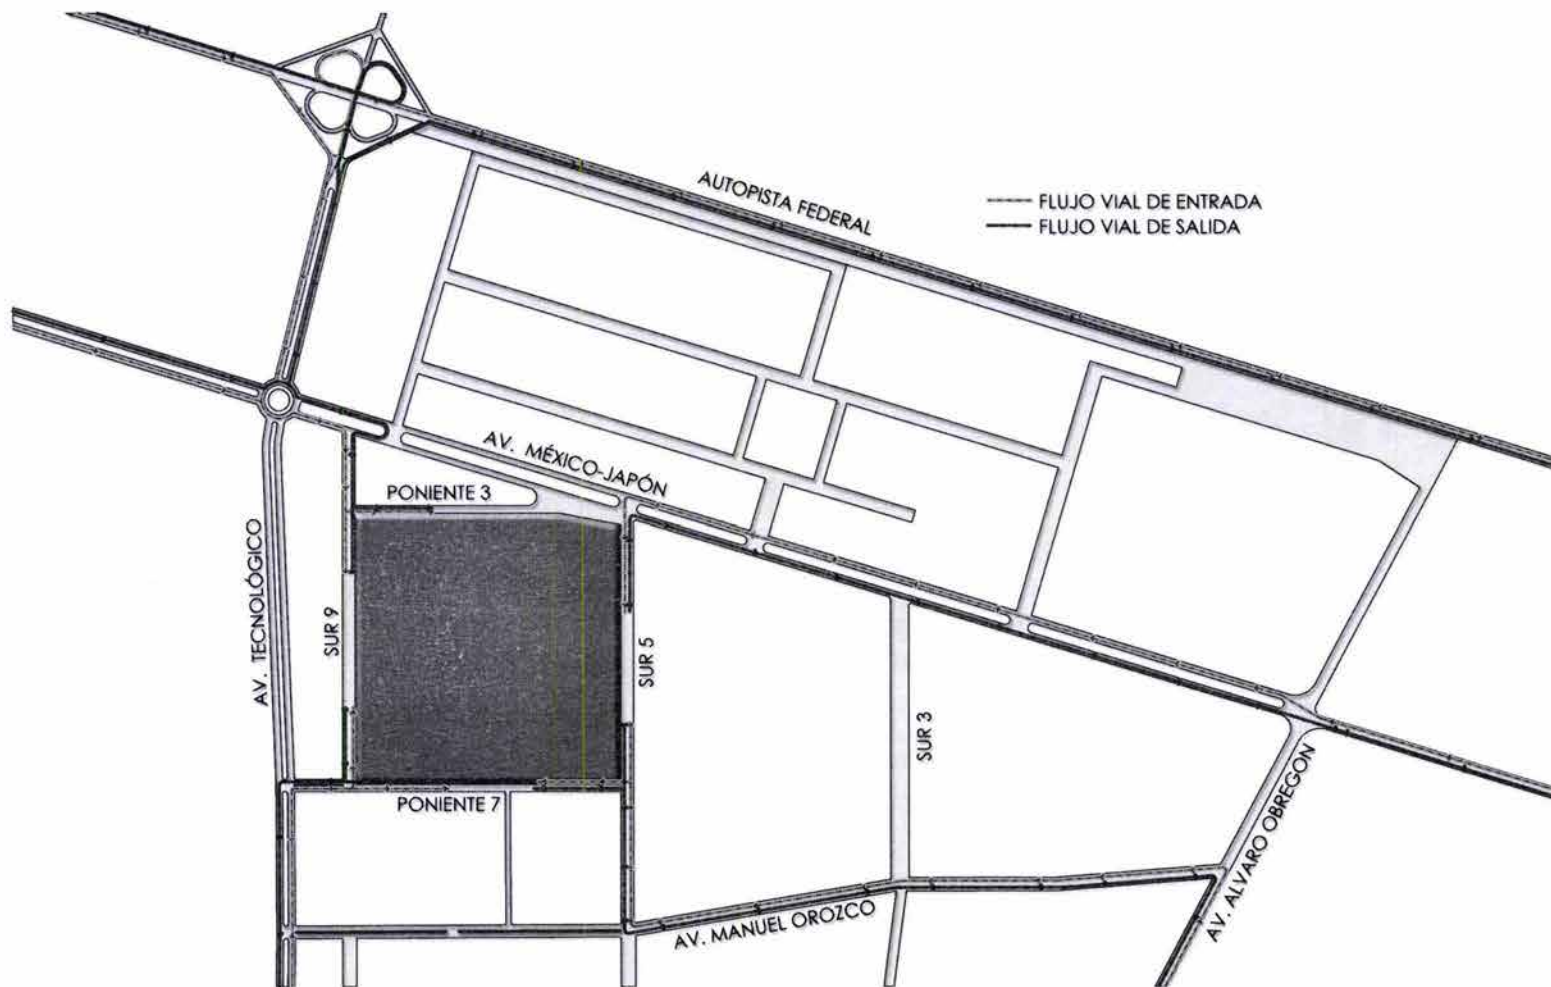 AUTOPISTA FEDERAL
FLUJO VIAL DE ENTRADA
FLUJO VIAL DE SALIDA
AV. MÉXICO-JAPÓN
PONIENTE 3
AV. TECNOLÓGICO
SUR 9
SUR 5
SUR 3
PONIENTE 7
AV. MANUEL OROZCO
AV. ALVARO OBREGON